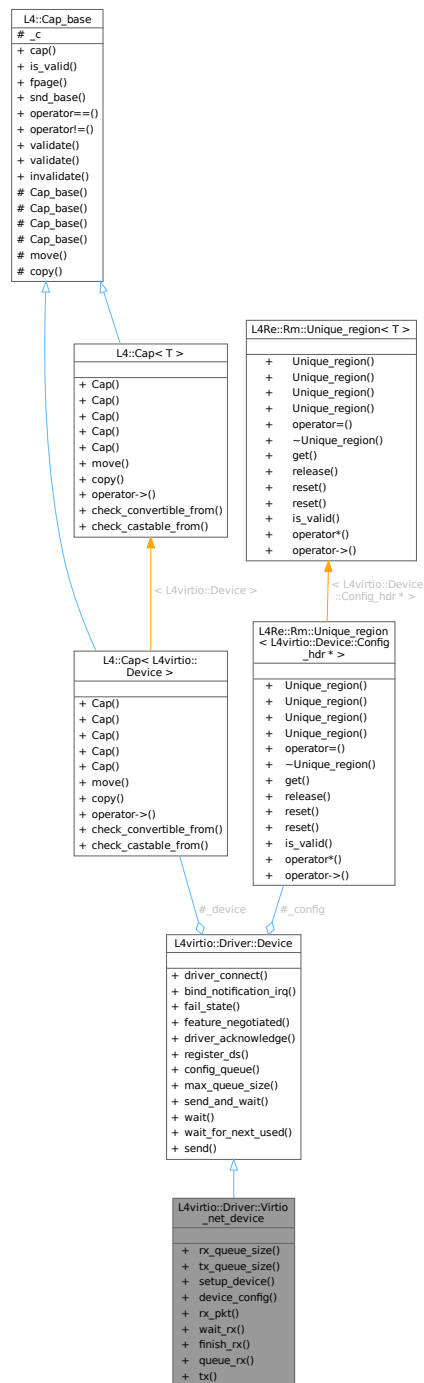 L4::Cap_base
# _c
+ cap()
+ is_valid()
+ fpage()
+ snd_base()
+ operator==()
+ operator!=()
+ validate()
+ validate()
+ invalidate()
# Cap_base()
# Cap_base()
# Cap_base()
# Cap_base()
# move()
# copy()
L4::Cap< T >
+ Cap()
+ Cap()
+ Cap()
+ Cap()
+ Cap()
+ move()
+ copy()
+ operator->()
+ check_convertible_from()
+ check_castable_from()
L4Re::Rm::Unique_region< T >
+ Unique_region()
+ Unique_region()
+ Unique_region()
+ Unique_region()
+ operator=()
+ ~Unique_region()
+ get()
+ release()
+ reset()
+ reset()
+ is_valid()
+ operator*()
+ operator->()
< L4virtio::Device >
< L4virtio::Device
::Config_hdr * >
L4::Cap< L4virtio::
Device >
+ Cap()
+ Cap()
+ Cap()
+ Cap()
+ Cap()
+ move()
+ copy()
+ operator->()
+ check_convertible_from()
+ check_castable_from()
L4Re::Rm::Unique_region
< L4virtio::Device::Config
_hdr * >
+ Unique_region()
+ Unique_region()
+ Unique_region()
+ Unique_region()
+ operator=()
+ ~Unique_region()
+ get()
+ release()
+ reset()
+ reset()
+ is_valid()
+ operator*()
+ operator->()
#_device
#_config
L4virtio::Driver::Device
+ driver_connect()
+ bind_notification_irq()
+ fail_state()
+ feature_negotiated()
+ driver_acknowledge()
+ register_ds()
+ config_queue()
+ max_queue_size()
+ send_and_wait()
+ wait()
+ wait_for_next_used()
+ send()
L4virtio::Driver::Virtio
_net_device
+ rx_queue_size()
+ tx_queue_size()
+ setup_device()
+ device_config()
+ rx_pkt()
+ wait_rx()
+ finish_rx()
+ queue_rx()
+ tx()